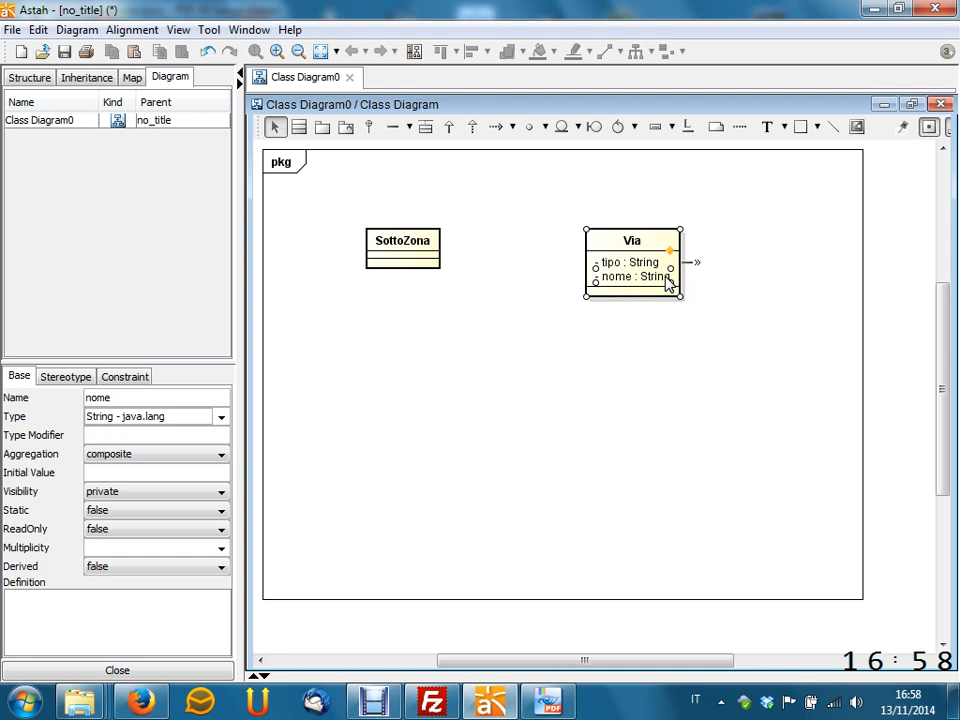 Astah - [no_title] (*)
File Edit Diagram Alignment View Tool Window Help
3
Structure Inheritance Map Diagram
Name Kind Parent
Class Diagram0 no_title
Class Diagram0
Class Diagram0 / Class Diagram
T
pkg
SottoZona
Via
- tipo : String
- nome : String
Base Stereotype Constraint
Name nome
Type String - java.lang
Type Modifier
Aggregation composite
Initial Value
Visibility private
Static false
ReadOnly false
Multiplicity
Derived false
Definition
Close
16:58
IT
16:58
13/11/2014